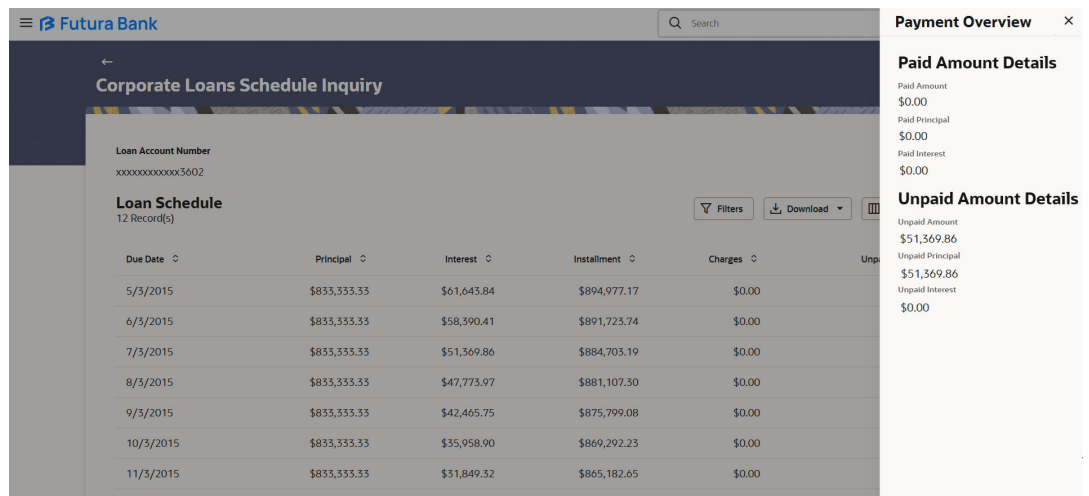 Futura Bank
Search
Corporate Loans Schedule Inquiry
Loan Account Number
xxxxxxxxxxxx3602
Loan Schedule
12 Record(s)
Filters
Download
Due Date Principal Interest Installment Charges
5/3/2015 $833,333.33 $61,643.84 $894,977.17 $0.00
6/3/2015 $833,333.33 $58,390.41 $891,723.74 $0.00
7/3/2015 $833,333.33 $51,369.86 $884,703.19 $0.00
8/3/2015 $833,333.33 $47,773.97 $881,107.30 $0.00
9/3/2015 $833,333.33 $42,465.75 $875,799.08 $0.00
10/3/2015 $833,333.33 $35,958.90 $869,292.23 $0.00
11/3/2015 $833,333.33 $31,849.32 $865,182.65 $0.00
Payment Overview
Paid Amount Details
Paid Amount
$0.00
Paid Principal
$0.00
Paid Interest
$0.00
Unpaid Amount Details
Unpaid Amount
$51,369.86
Unpaid Principal
$51,369.86
Unpaid Interest
$0.00